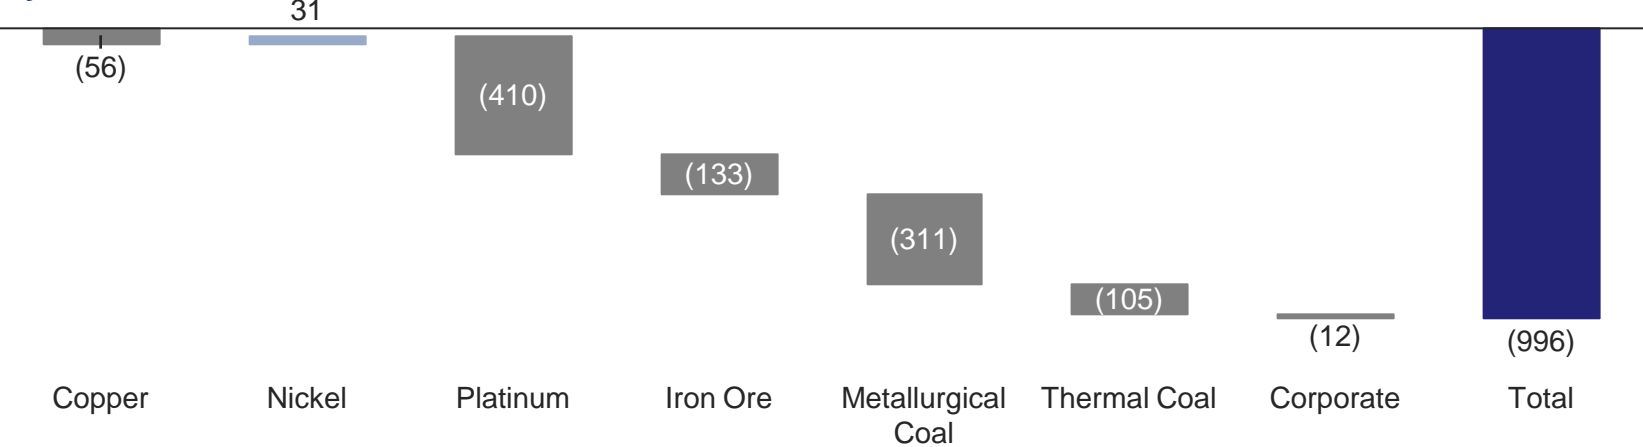 31
(56)
(410)
(133)
(311)
(105)
(12)
(996)
Copper
Nickel
Platinum
Iron Ore
Metallurgical
Coal
Thermal Coal
Corporate
Total